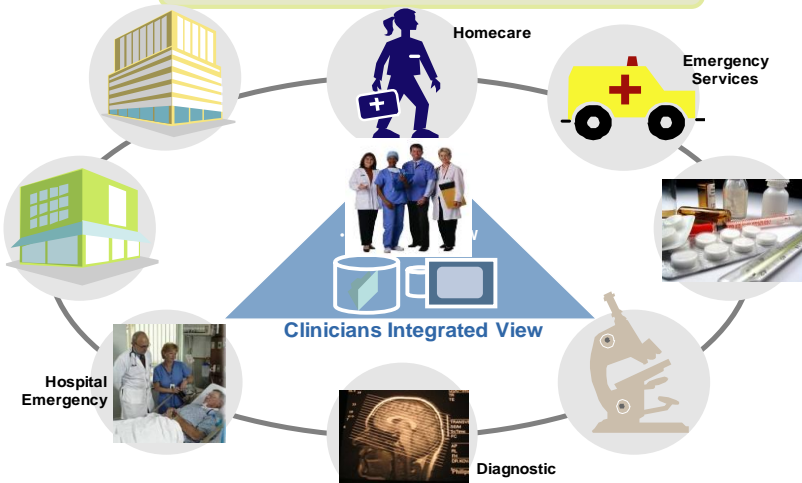 Homecare
Emergency
Services
Clinicians Integrated View
Hospital
Emergency
Diagnostic